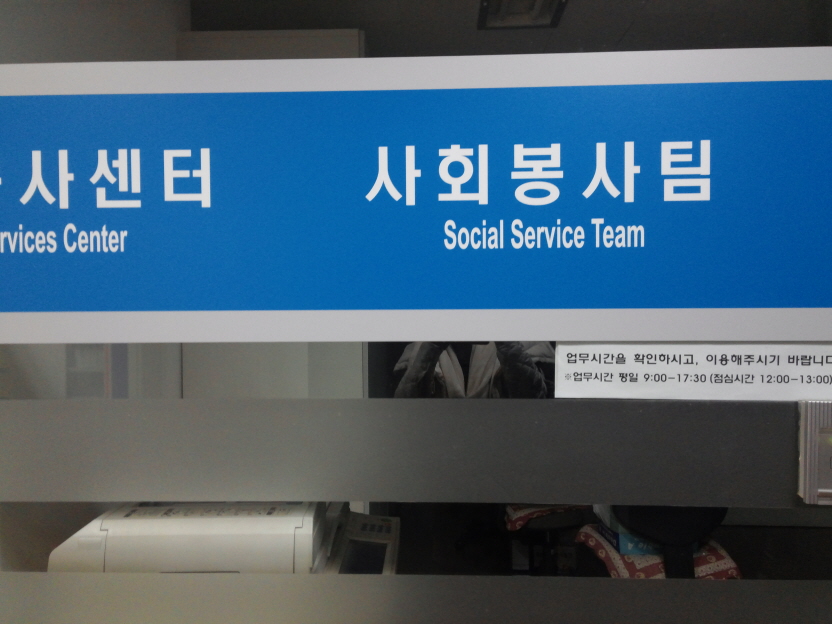 사센터
rvices Center
사회봉사팀
Social Service Team
업무시간을 확인하시고, 이용해주시기 바랍니다
※업무시간 평일 9:00-17:30 (점심시간 12:00-13:00)